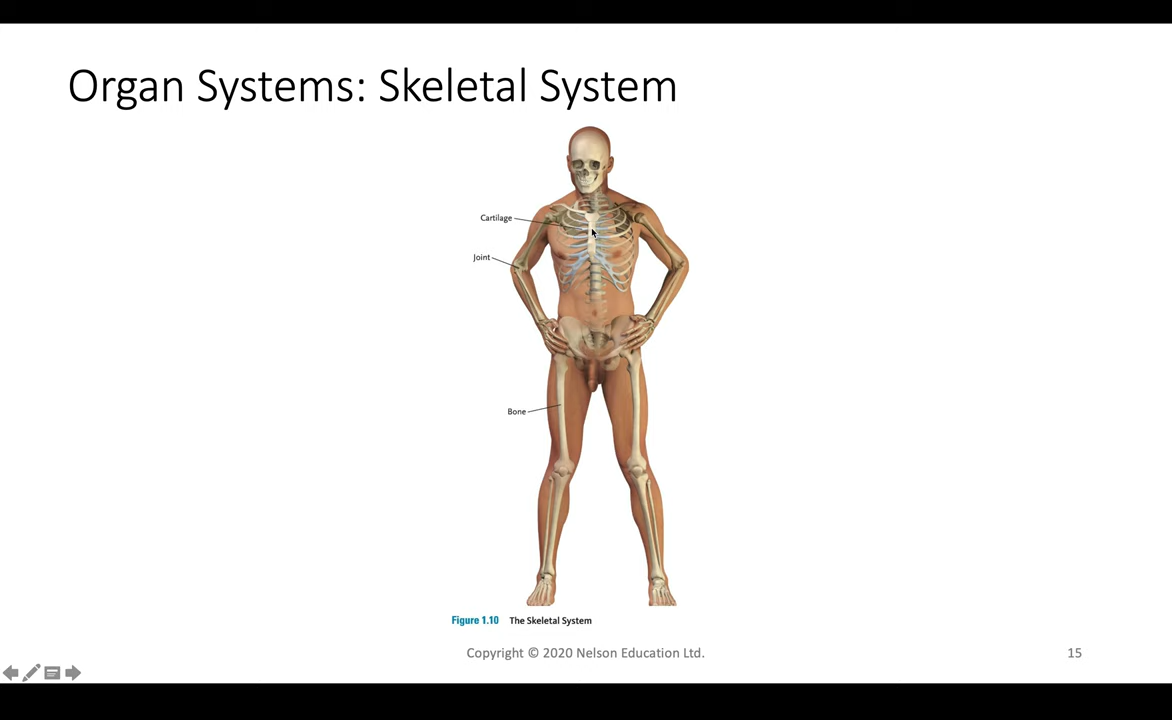 Organ Systems: Skeletal System
Cartilage
Joint
Bone
Figure 1.10 The Skeletal System
Copyright © 2020 Nelson Education Ltd.
15